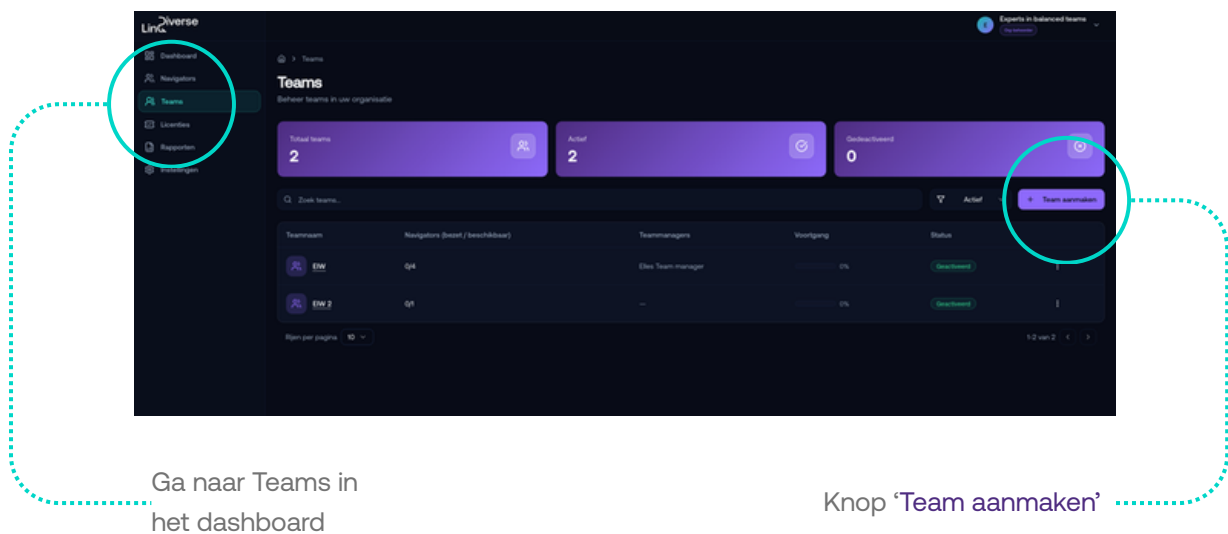 LinQ Diverse
Experts in balanced teams
Dashboard
Navigators
Teams
Licenties
Rapporten
Instellingen
Teams
Teams
Beheer teams in uw organisatie
Totaal teams
2
Actief
2
Gedeactiveerd
0
Zoek teams...
Actief
+ Team aanmaken
Teamnaam Navigators (bezet / beschikbaar) Teammanagers Voortgang Status
EIW 0/4 Elles Team manager 0% Geactiveerd
EIW 2 0/1 — 0% Geactiveerd
Rijen per pagina 10
1-2 van 2
Ga naar Teams in
het dashboard
Knop ‘Team aanmaken’